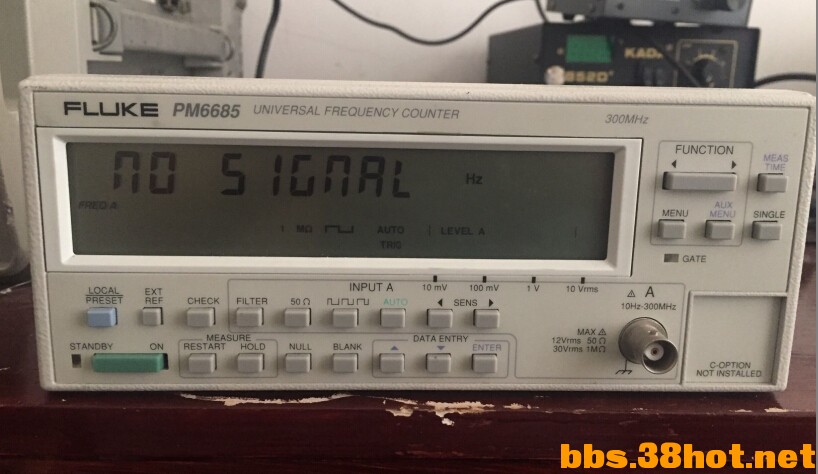 KADA
852D+
FLUKE PM6685 UNIVERSAL FREQUENCY COUNTER 300MHz
NO SIGNAL Hz
FREQ A
1 MΩ AUTO LEVEL A
TRIG
FUNCTION
MEAS TIME
MENU AUX MENU SINGLE
GATE
INPUT A 10 mV 100 mV 1 V 10 Vrms
LOCAL PRESET EXT REF CHECK FILTER 50 Ω AUTO SENS
A
10Hz-300MHz
MEASURE DATA ENTRY
STANDBY ON RESTART HOLD NULL BLANK ENTER
MAX
12Vrms 50 Ω
30Vrms 1MΩ
C-OPTION
NOT INSTALLED
bbs.38hot.net